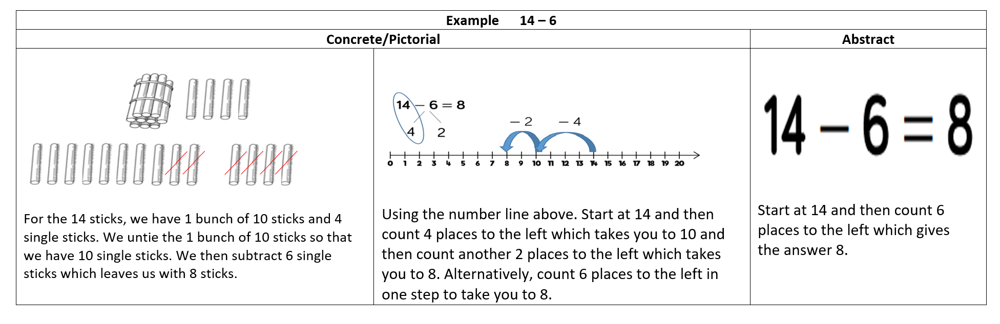 Example 14 – 6
Concrete/Pictorial
Abstract
For the 14 sticks, we have 1 bunch of 10 sticks and 4
single sticks. We untie the 1 bunch of 10 sticks so that
we have 10 single sticks. We then subtract 6 single
sticks which leaves us with 8 sticks.
14 – 6 = 8
4 2
– 2 – 4
0 1 2 3 4 5 6 7 8 9 10 11 12 13 14 15 16 17 18 19 20
Using the number line above. Start at 14 and then
count 4 places to the left which takes you to 10 and
then count another 2 places to the left which takes
you to 8. Alternatively, count 6 places to the left in
one step to take you to 8.
14 – 6 = 8
Start at 14 and then count 6
places to the left which gives
the answer 8.